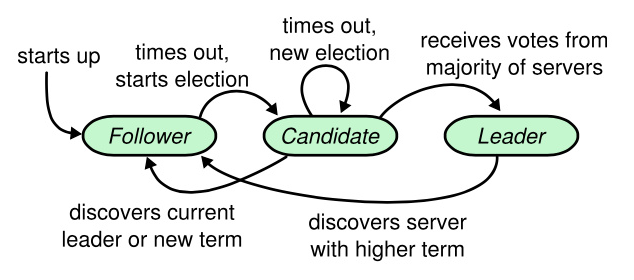 starts up
times out,
starts election
times out,
new election
receives votes from
majority of servers
Follower
Candidate
Leader
discovers current
leader or new term
discovers server
with higher term